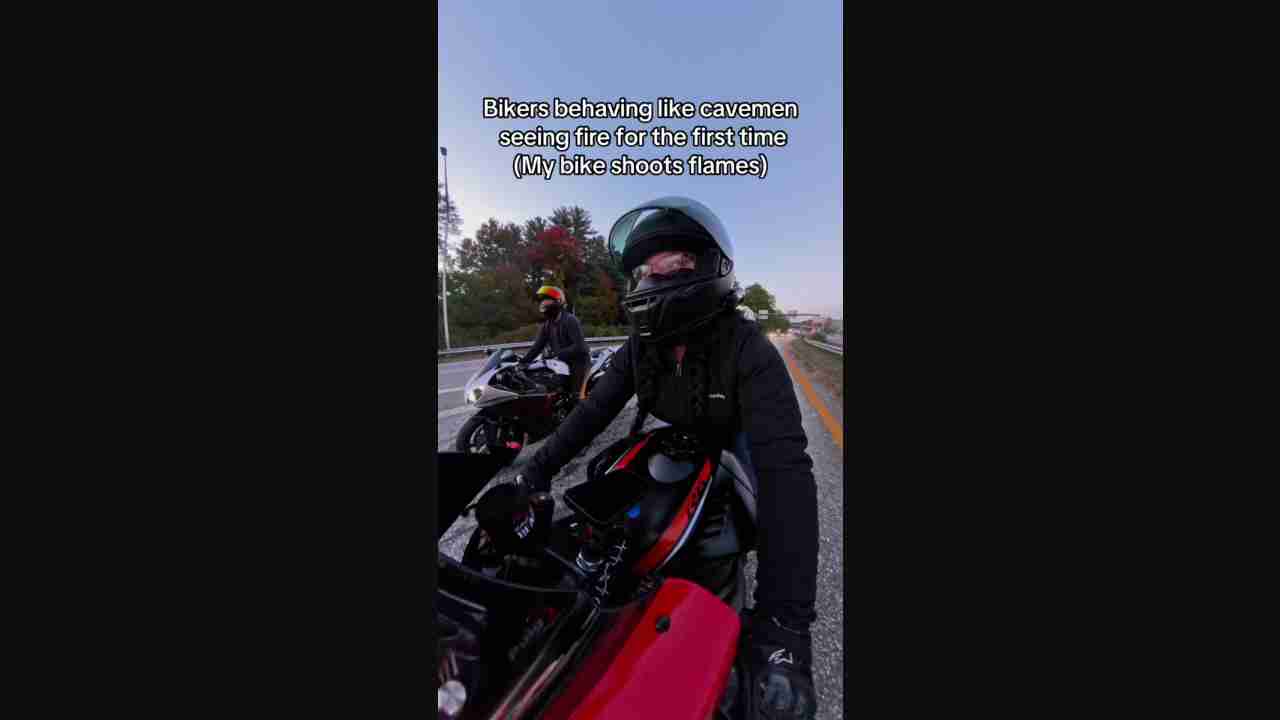 Bikers behaving like cavemen
seeing fire for the first time
(My bike shoots flames)